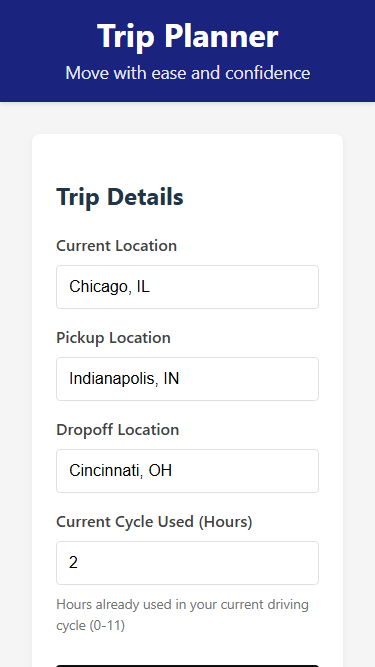 Trip Planner
Move with ease and confidence
Trip Details
Current Location
Chicago, IL
Pickup Location
Indianapolis, IN
Dropoff Location
Cincinnati, OH
Current Cycle Used (Hours)
2
Hours already used in your current driving
cycle (0-11)